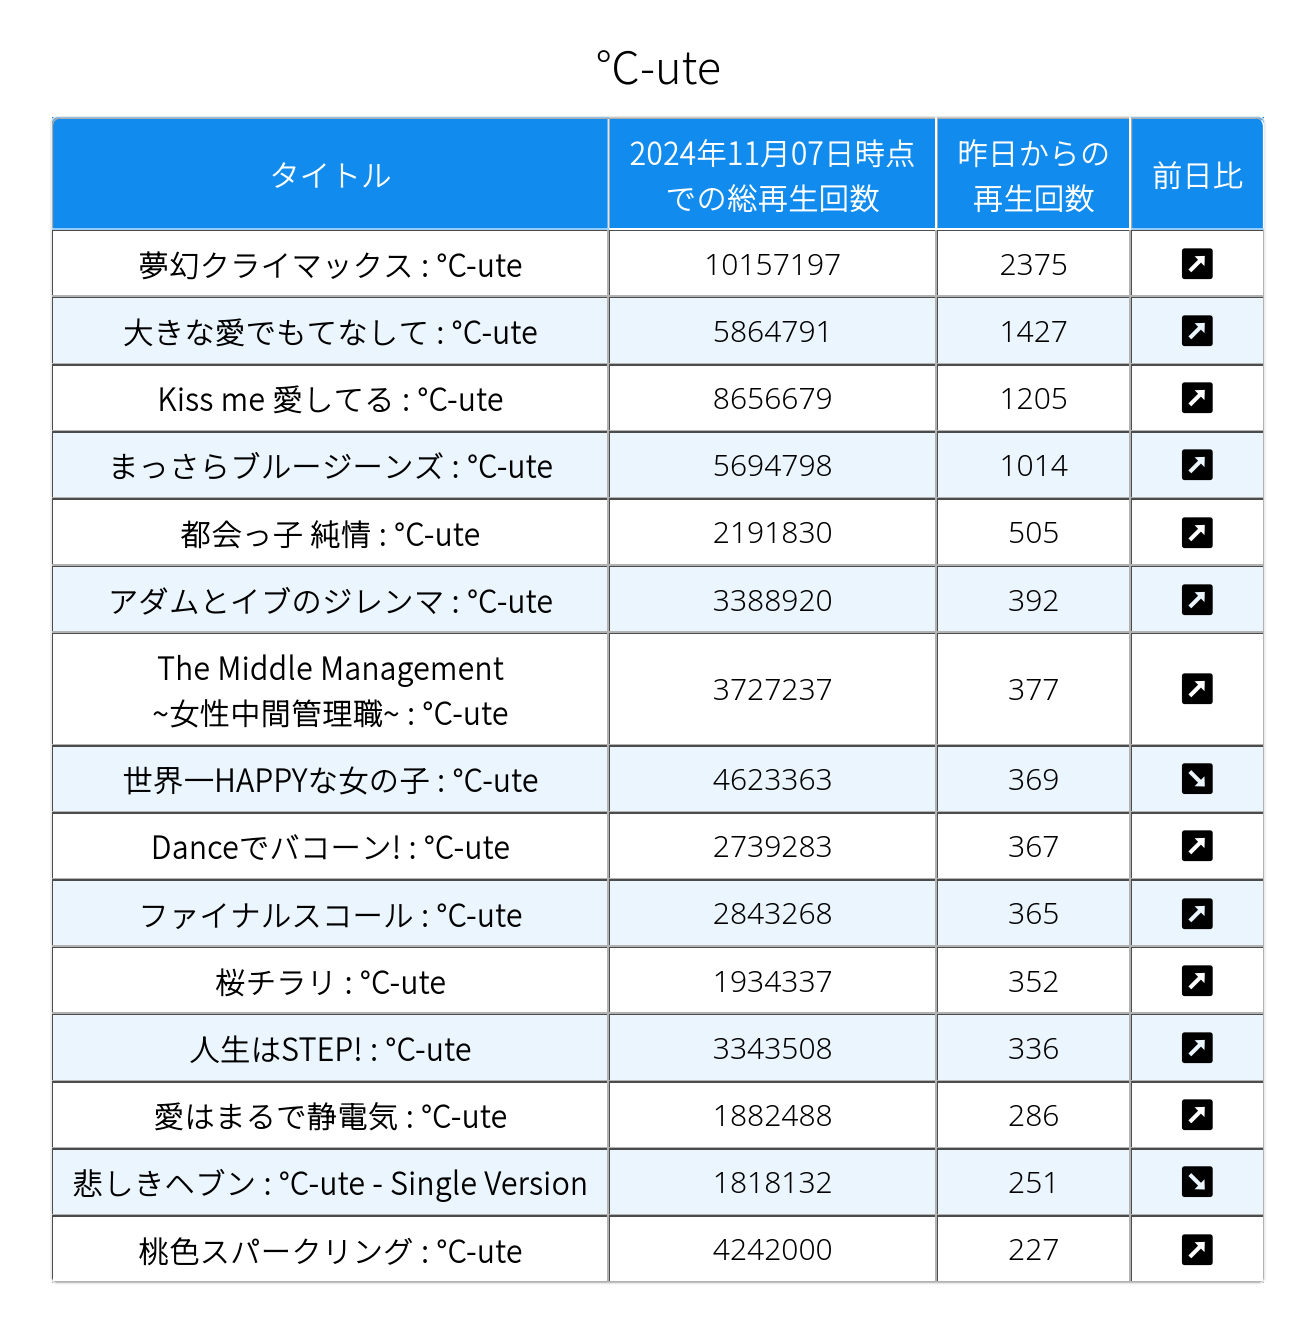 °C-ute
タイトル
2024年11月07日時点
での総再生回数
昨日からの
再生回数
前日比
夢幻クライマックス : °C-ute 10157197 2375
大きな愛でもてなして : °C-ute 5864791 1427
Kiss me 愛してる : °C-ute 8656679 1205
まっさらブルージーンズ : °C-ute 5694798 1014
都会っ子 純情 : °C-ute 2191830 505
アダムとイブのジレンマ : °C-ute 3388920 392
The Middle Management
~女性中間管理職~ : °C-ute 3727237 377
世界一HAPPYな女の子 : °C-ute 4623363 369
Danceでバコーン! : °C-ute 2739283 367
ファイナルスコール : °C-ute 2843268 365
桜チラリ : °C-ute 1934337 352
人生はSTEP! : °C-ute 3343508 336
愛はまるで静電気 : °C-ute 1882488 286
悲しきヘブン : °C-ute - Single Version 1818132 251
桃色スパークリング : °C-ute 4242000 227